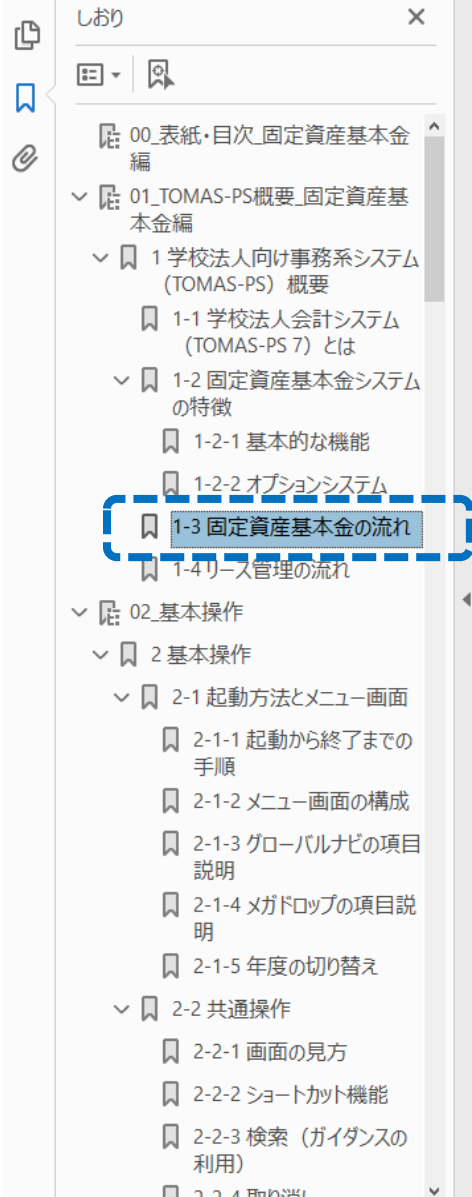 しおり
00_表紙・目次_固定資産基本金
編
01_TOMAS-PS概要_固定資産基
本金編
1 学校法人向け事務系システム
（TOMAS-PS）概要
1-1 学校法人会計システム
（TOMAS-PS 7）とは
1-2 固定資産基本金システム
の特徴
1-2-1 基本的な機能
1-2-2 オプションシステム
1-3 固定資産基本金の流れ
1-4 リース管理の流れ
02_基本操作
2 基本操作
2-1 起動方法とメニュー画面
2-1-1 起動から終了までの
手順
2-1-2 メニュー画面の構成
2-1-3 グローバルナビの項目
説明
2-1-4 メガドロップの項目説
明
2-1-5 年度の切り替え
2-2 共通操作
2-2-1 画面の見方
2-2-2 ショートカット機能
2-2-3 検索（ガイダンスの
利用）
2-2-4 取り消し